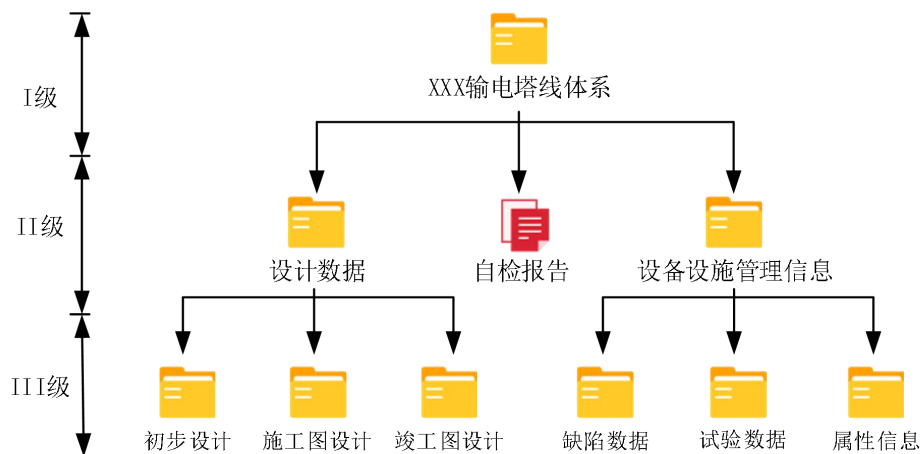 I级
XXX输电塔线体系
II级
设计数据
自检报告
设备设施管理信息
III级
初步设计
施工图设计
竣工图设计
缺陷数据
试验数据
属性信息